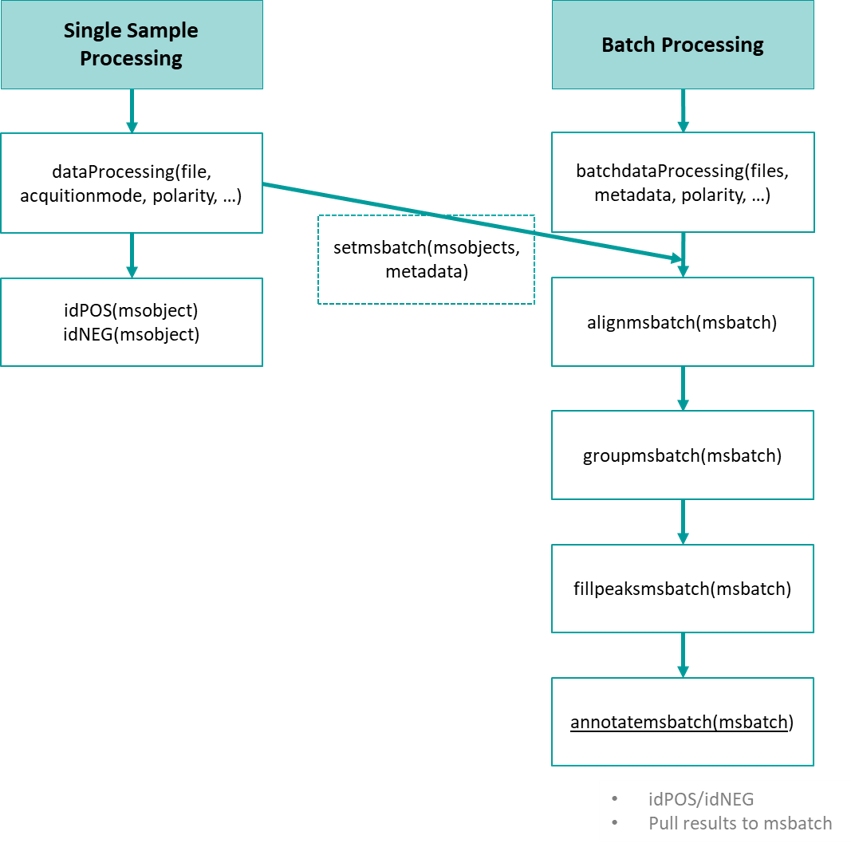 Single Sample
Processing
dataProcessing(file,
acquitionmode, polarity, ...)
idPOS(msobject)
idNEG(msobject)
setmsbatch(msobjects,
metadata)
Batch Processing
batchdataProcessing(files,
metadata, polarity, ...)
alignmsbatch(msbatch)
groupmsbatch(msbatch)
fillpeaksmsbatch(msbatch)
annotatemsbatch(msbatch)
• idPOS/idNEG
• Pull results to msbatch